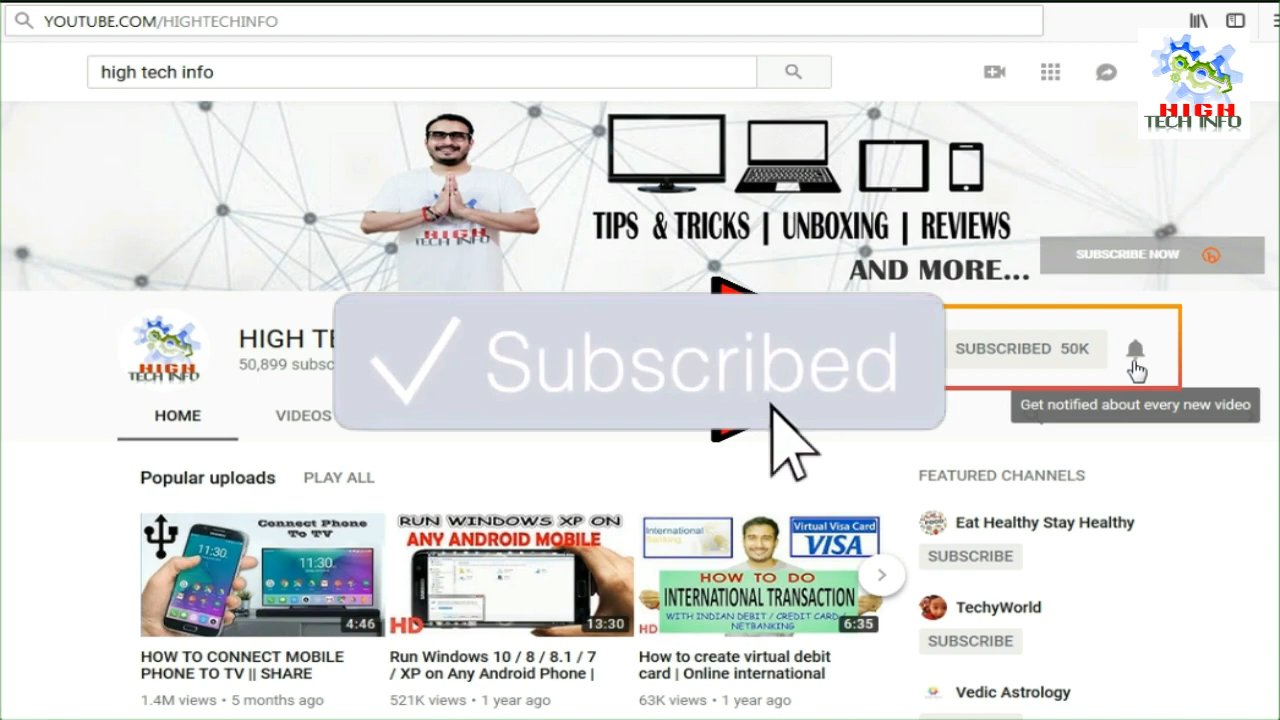 YOUTUBE.COM/HIGHTECHINFO
high tech info
HIGH
TECH INFO
TIPS & TRICKS | UNBOXING | REVIEWS
HIGH
TECH INFO
SUBSCRIBE NOW
AND MORE...
HIGH TE
50,899 subsc
HIGH
TECH INFO
Subscribed
SUBSCRIBED 50K
Get notified about every new video
HOME
VIDEOS
Popular uploads PLAY ALL
FEATURED CHANNELS
Connect Phone
To TV
11:30
11:30
4:46
RUN WINDOWS XP ON
ANY ANDROID MOBILE
HD
13:30
International
Virtual Visa Card
VISA
HOW TO DO
INTERNATIONAL TRANSACTION
WITH INDIAN DEBIT / CREDIT CARD /
NETBANKING
HD
6:35
Eat Healthy Stay Healthy
SUBSCRIBE
TechyWorld
SUBSCRIBE
Vedic Astrology
HOW TO CONNECT MOBILE
PHONE TO TV || SHARE
1.4M views • 5 months ago
Run Windows 10 / 8 / 8.1 / 7
/ XP on Any Android Phone |
521K views • 1 year ago
How to create virtual debit
card | Online international
63K views • 1 year ago